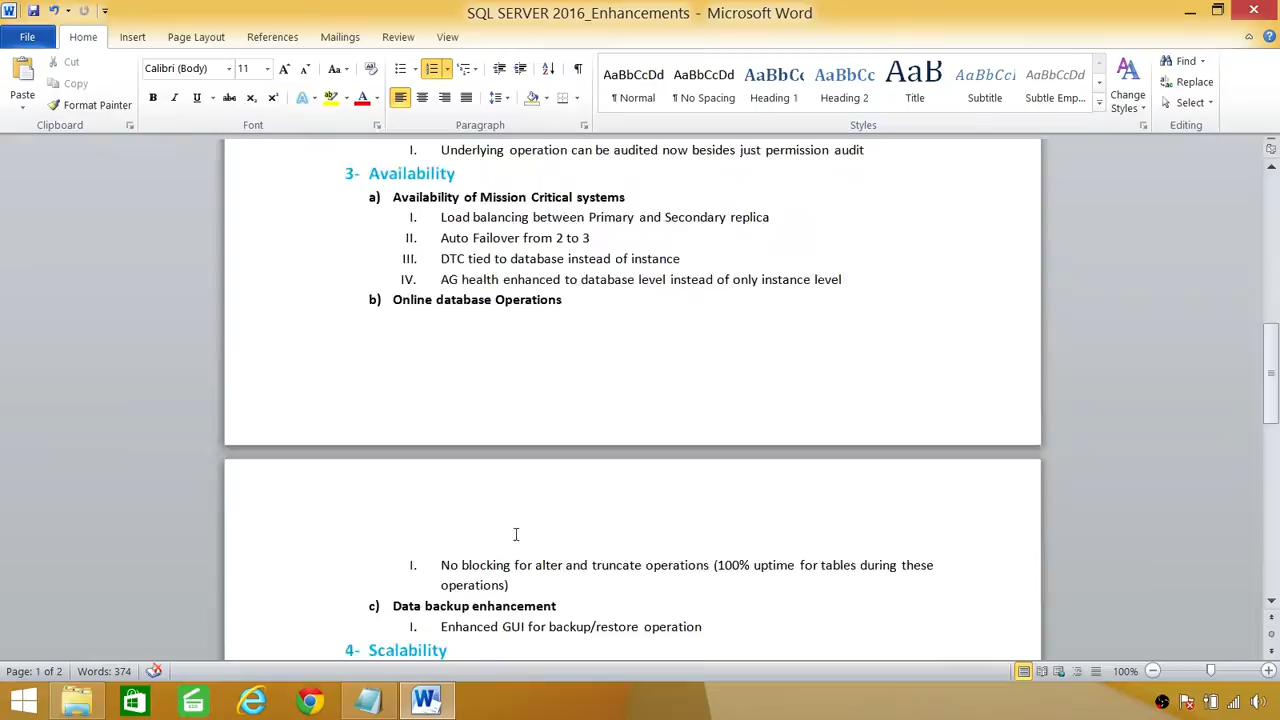 SQL SERVER 2016_Enhancements - Microsoft Word
File Home Insert Page Layout References Mailings Review View
Paste
Cut
Copy
Format Painter
Clipboard
Calibri (Body) 11
Font
Paragraph
AaBbCcDd AaBbCcDd AaBbCc AaBbCc AaB AaBbCcI AaBbCcDd
¶ Normal ¶ No Spacing Heading 1 Heading 2 Title Subtitle Subtle Emp...
Change Styles
Styles
Find
Replace
Select
Editing
I. Underlying operation can be audited now besides just permission audit
3- Availability
a) Availability of Mission Critical systems
I. Load balancing between Primary and Secondary replica
II. Auto Failover from 2 to 3
III. DTC tied to database instead of instance
IV. AG health enhanced to database level instead of only instance level
b) Online database Operations
I. No blocking for alter and truncate operations (100% uptime for tables during these
operations)
c) Data backup enhancement
I. Enhanced GUI for backup/restore operation
4- Scalability
Page: 1 of 2 Words: 374 100%